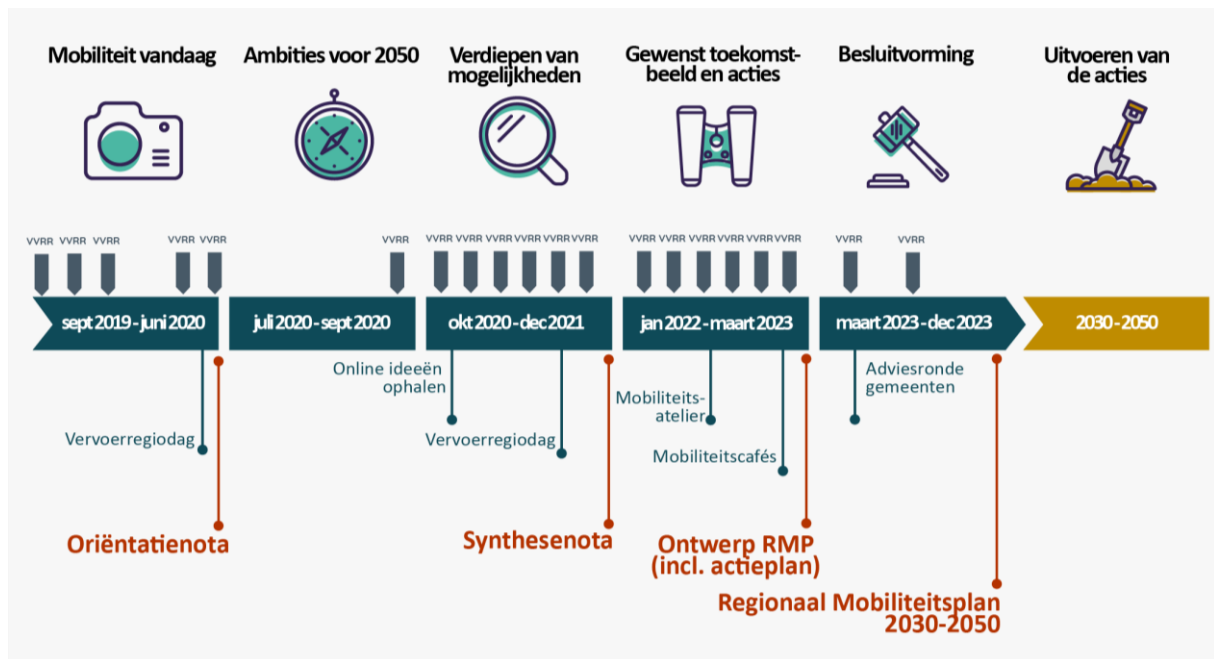 Mobiliteit vandaag
Ambities voor 2050
Verdiepen van
mogelijkheden
Gewenst toekomst-
beeld en acties
Besluitvorming
Uitvoeren van
de acties
VVRR VVRR VVRR VVRR VVRR
VVRR
VVRR VVRR VVRR VVRR VVRR VVRR
VVRR VVRR VVRR VVRR VVRR VVRR
VVRR VVRR
sept 2019 - juni 2020
juli 2020 - sept 2020
okt 2020 - dec 2021
jan 2022 - maart 2023
maart 2023 - dec 2023
2030 - 2050
Vervoerregiodag
Online ideeën
ophalen
Vervoerregiodag
Mobiliteits-
atelier
Mobiliteitscafés
Adviesronde
gemeenten
Oriëntatienota
Synthesenota
Ontwerp RMP
(incl. actieplan)
Regionaal Mobiliteitsplan
2030-2050